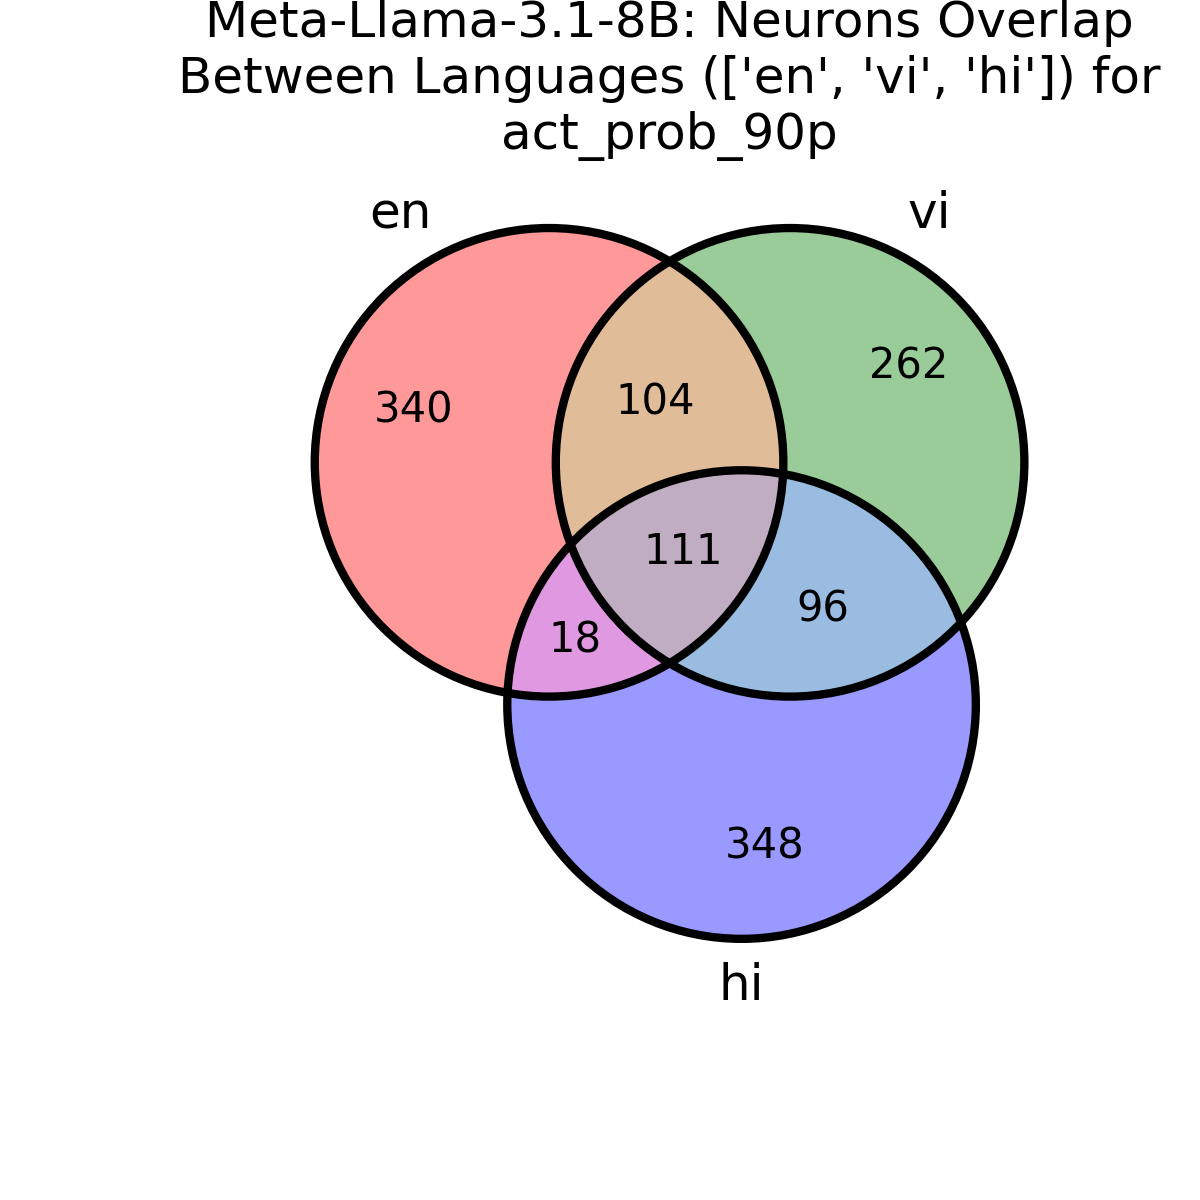 Meta-Llama-3.1-8B: Neurons Overlap
Between Languages (['en', 'vi', 'hi']) for
act_prob_90p
en
vi
262
104
340
111
96
18
348
hi